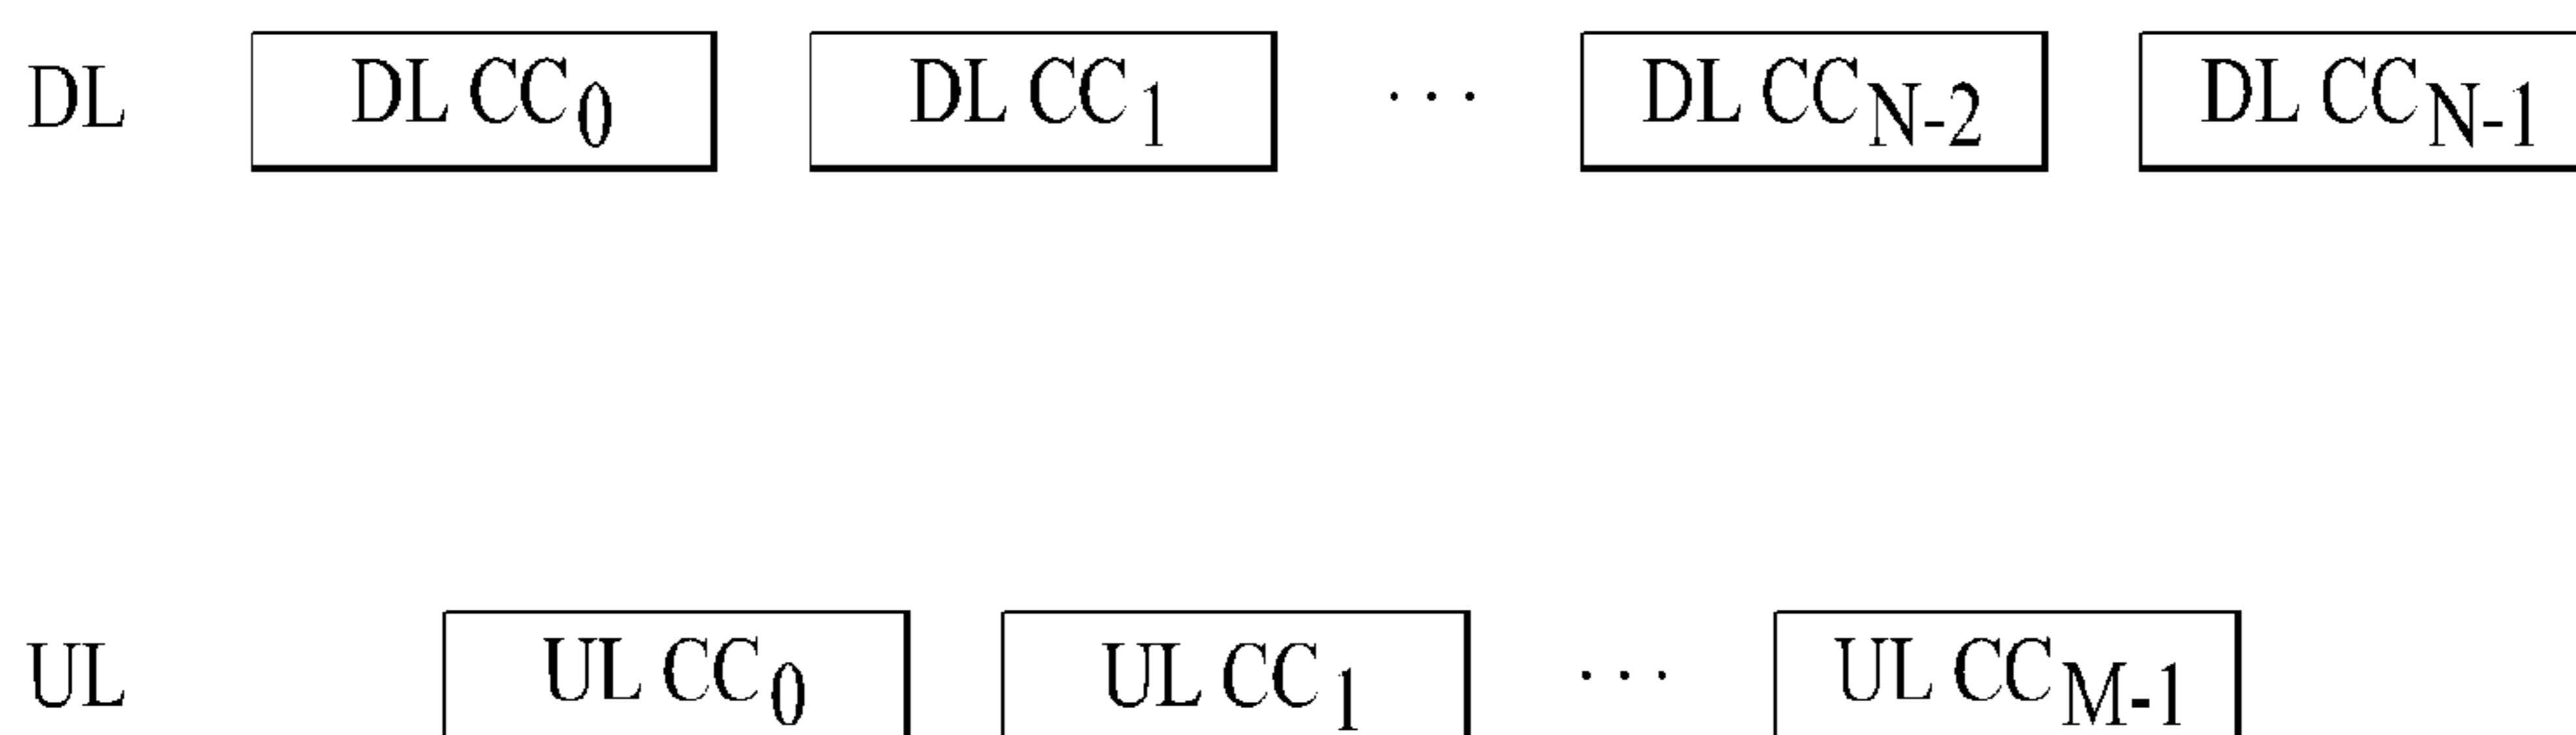 DL DL CC0 DL CC1 ... DL CCN-2 DL CCN-1
UL UL CC0 UL CC1 ... UL CCM-1